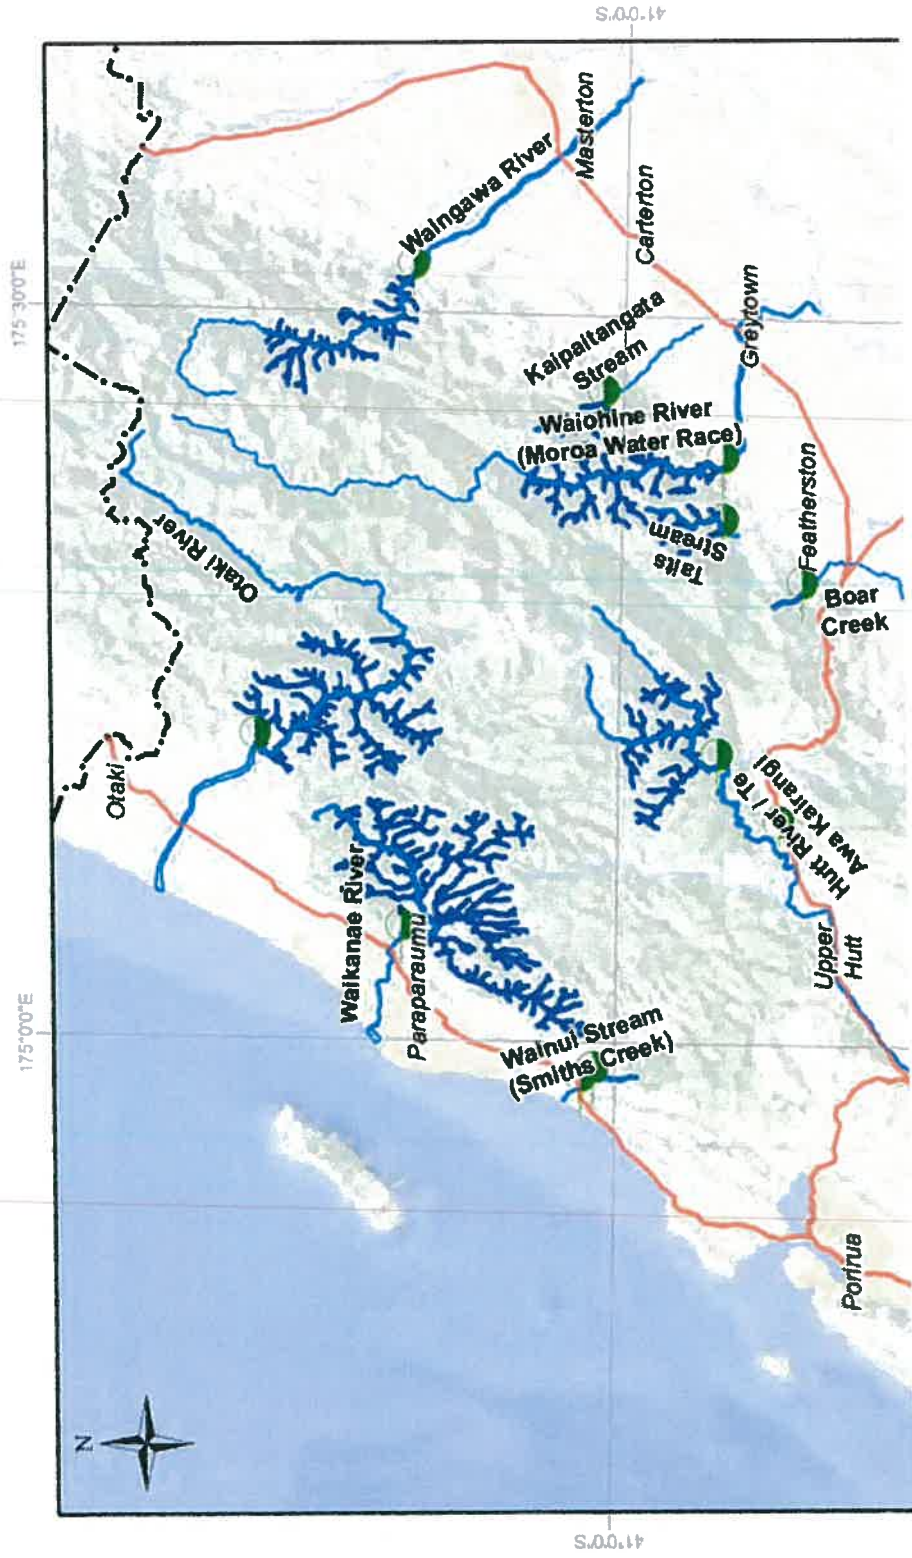 175°0'0"E
175°30'0"E
41°0'0"S
41°0'0"S
N
Otaki
Otaki River
Waingawa River
Masterton
Carterton
Kaipaitangata
Stream
Waiohine River
(Moroa Water Race)
Greytown
Taits
Stream
Featherston
Boar
Creek
Waikanae River
Paraparaumu
Wainui Stream
(Smiths Creek)
Hutt River / Te
Awa Kairangi
Upper
Hutt
Porirua